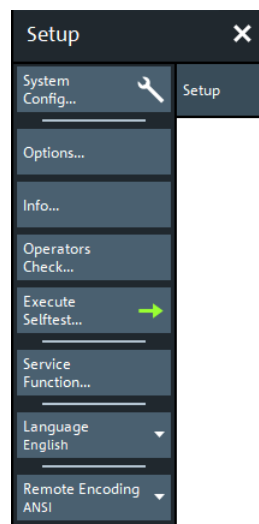 Setup
System
Config...
Setup
Options...
Info...
Operators
Check...
Execute
Selftest...
Service
Function...
Language
English
Remote Encoding
ANSI